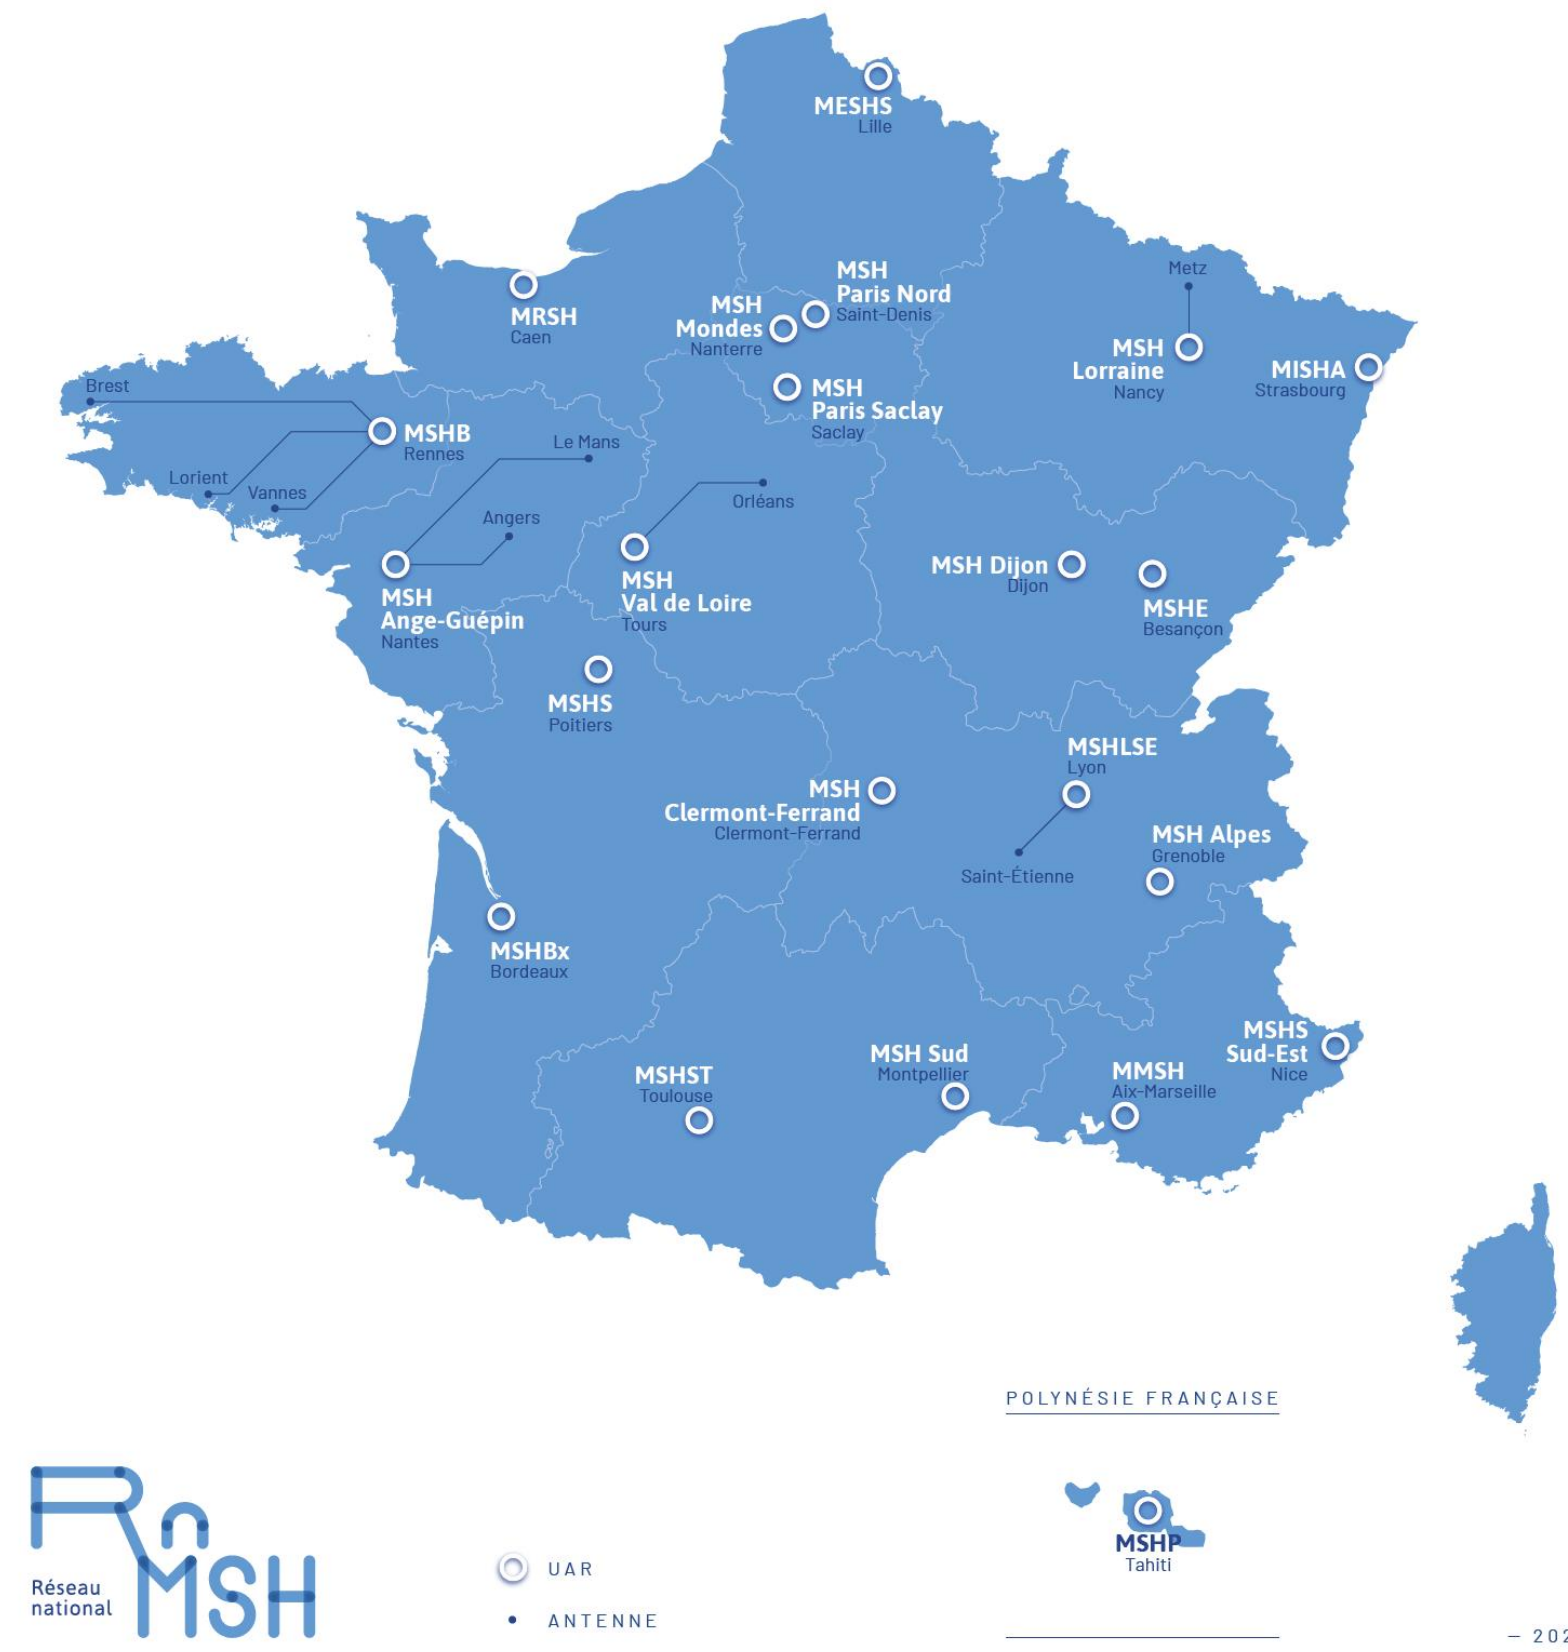 MESHS
Lille
MSH
Paris Nord
Saint-Denis
MSH
Mondes
Nanterre
MRSH
Caen
Metz
MSH
Lorraine
Nancy
MISHA
Strasbourg
MSH
Paris Saclay
Saclay
Brest
MSHB
Rennes
Lorient
Vannes
Le Mans
Angers
Orléans
MSH
Ange-Guépin
Nantes
MSH
Val de Loire
Tours
MSH Dijon
Dijon
MSHE
Besançon
MSHS
Poitiers
MSHLSE
Lyon
MSH
Clermont-Ferrand
Clermont-Ferrand
Saint-Étienne
MSH Alpes
Grenoble
MSHBx
Bordeaux
MSHST
Toulouse
MSH Sud
Montpellier
MMSH
Aix-Marseille
MSHS
Sud-Est
Nice
POLYNÉSIE FRANÇAISE
MSHP
Tahiti
RnMSH
Réseau
national
UAR
ANTENNE